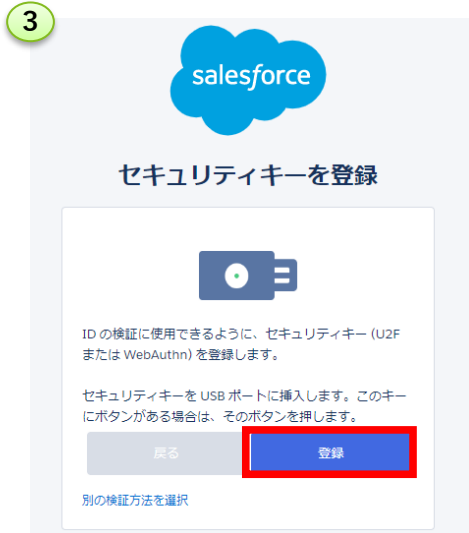 3
salesforce
セキュリティキーを登録
ID の検証に使用できるように、セキュリティキー (U2F
または WebAuthn) を登録します。
セキュリティキーを USB ポートに挿入します。このキー
にボタンがある場合は、そのボタンを押します。
戻る
登録
別の検証方法を選択